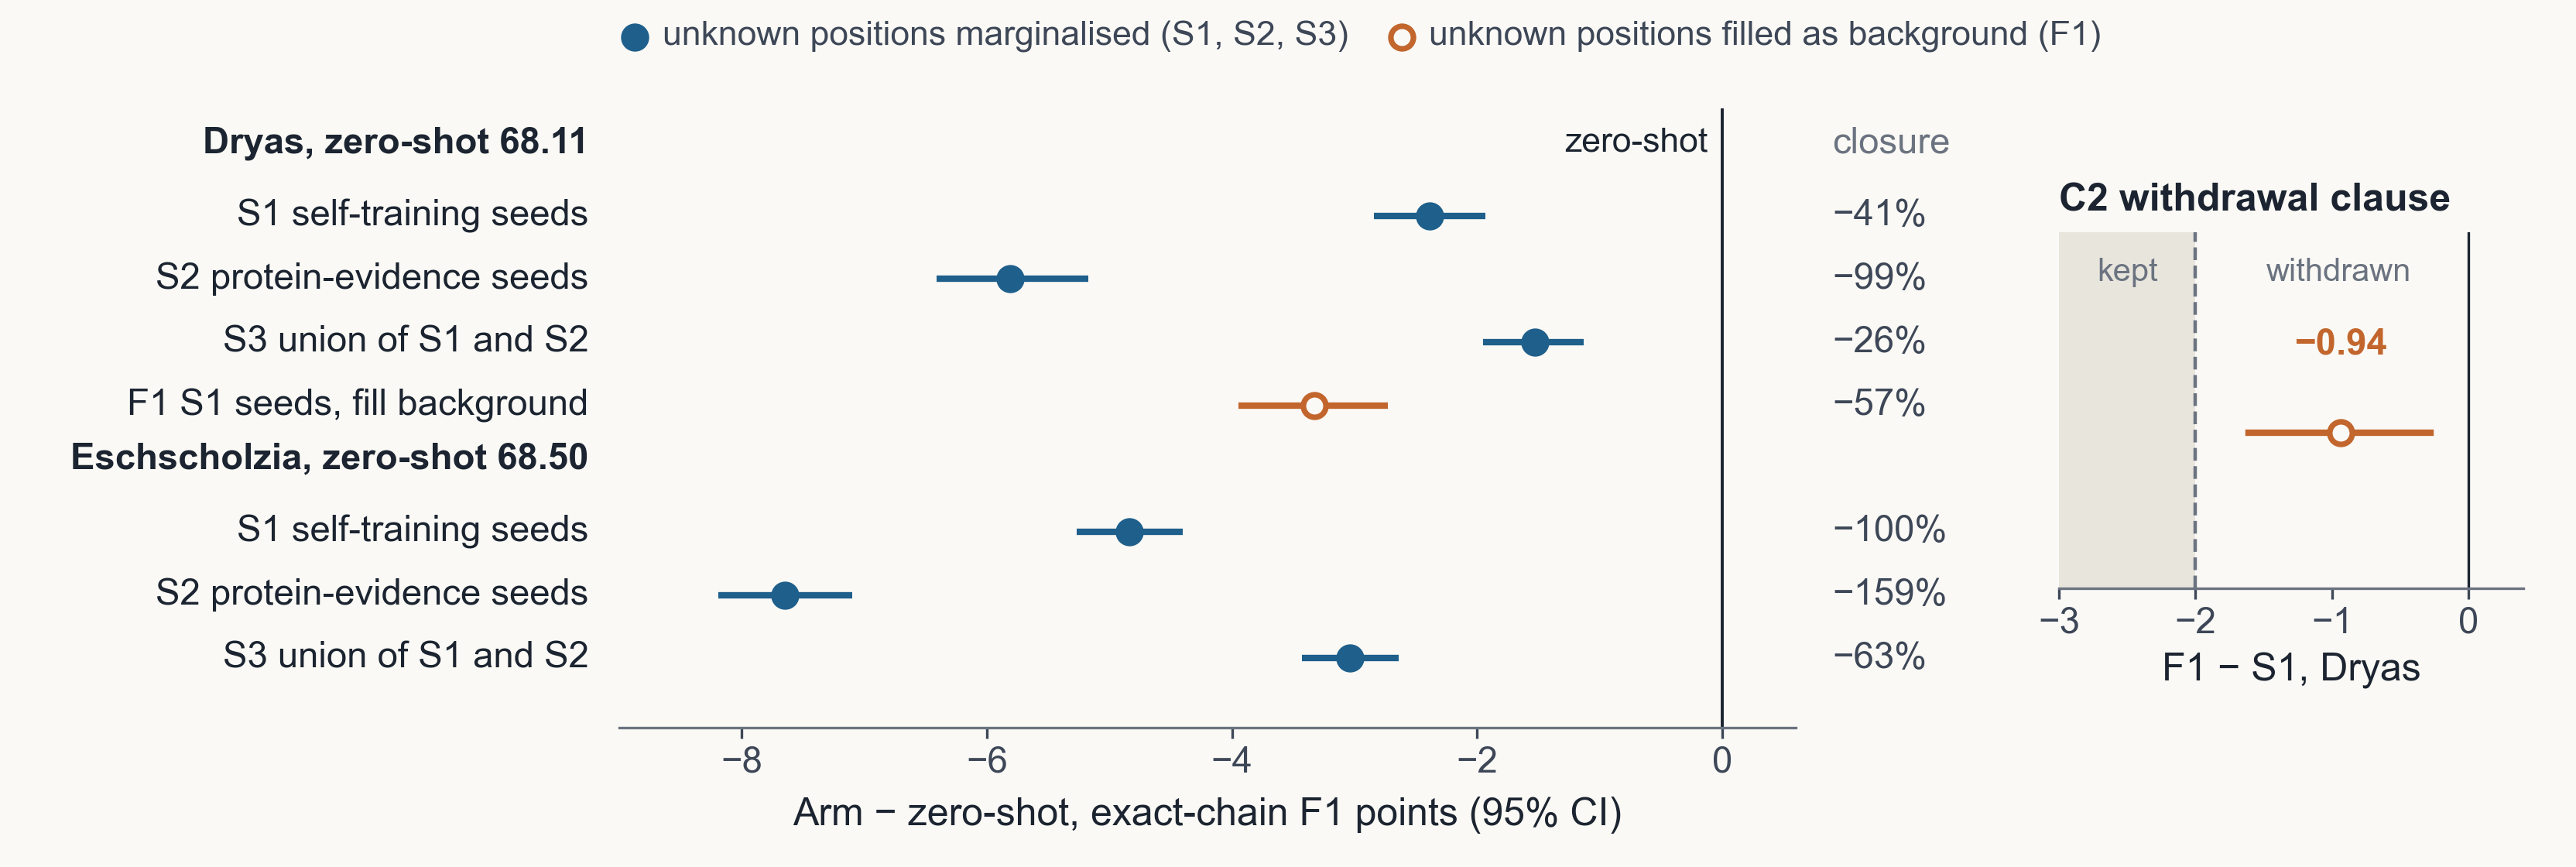 unknown positions marginalised (S1, S2, S3)
unknown positions filled as background (F1)
Dryas, zero-shot 68.11
zero-shot
closure
S1 self-training seeds
−41%
S2 protein-evidence seeds
−99%
S3 union of S1 and S2
−26%
F1 S1 seeds, fill background
−57%
Eschscholzia, zero-shot 68.50
S1 self-training seeds
−100%
S2 protein-evidence seeds
−159%
S3 union of S1 and S2
−63%
−8
−6
−4
−2
0
Arm − zero-shot, exact-chain F1 points (95% CI)
C2 withdrawal clause
kept
withdrawn
−0.94
−3
−2
−1
0
F1 − S1, Dryas